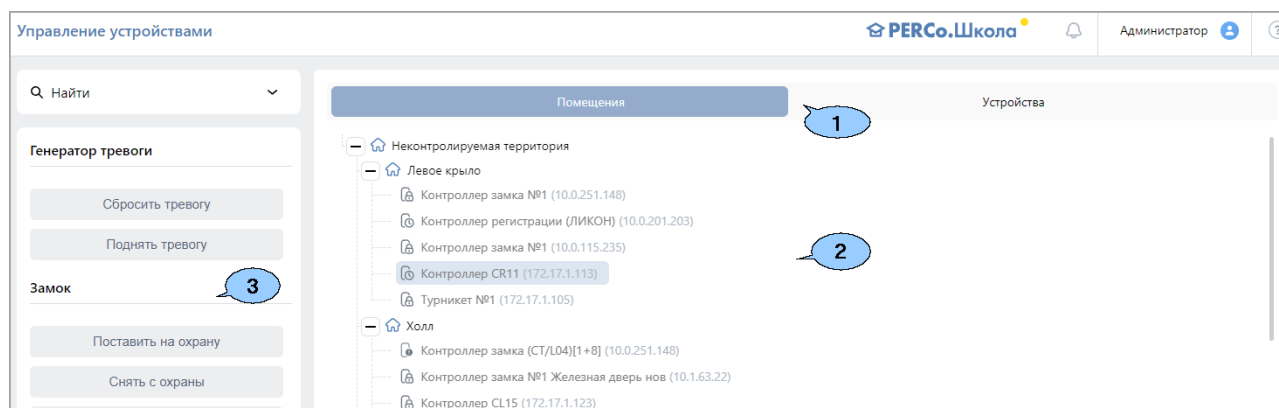 Управление устройствами
PERCo.Школа
Администратор
?
Найти
Помещения
Устройства
1
Генератор тревоги
Неконтролируемая территория
Левое крыло
Сбросить тревогу
Контроллер замка №1 (10.0.251.148)
Контроллер регистрации (ЛИКОН) (10.0.201.203)
Поднять тревогу
Контроллер замка №1 (10.0.115.235)
2
Контроллер CR11 (172.17.1.113)
Замок
3
Турникет №1 (172.17.1.105)
Холл
Поставить на охрану
Контроллер замка (CT/L04)[1+8] (10.0.251.148)
Снять с охраны
Контроллер замка №1 Железная дверь нов (10.1.63.22)
Контроллер CL15 (172.17.1.123)